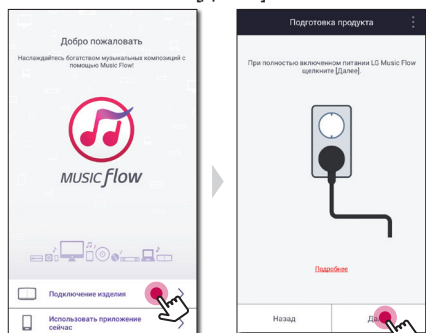 Добро пожаловать
Наслаждайтесь богатством музыкальных композиций с
помощью Music Flow!
MUSIC flow
Подключение изделия
Использовать приложение
сейчас
Подготовка продукта
При полностью включенном питании LG Music Flow
щелкните [Далее].
Подробнее
Назад